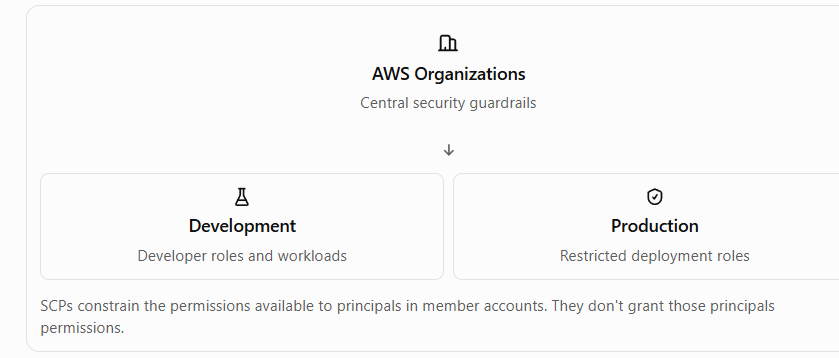 AWS Organizations
Central security guardrails
Development
Developer roles and workloads
Production
Restricted deployment roles
SCPs constrain the permissions available to principals in member accounts. They don't grant those principals
permissions.